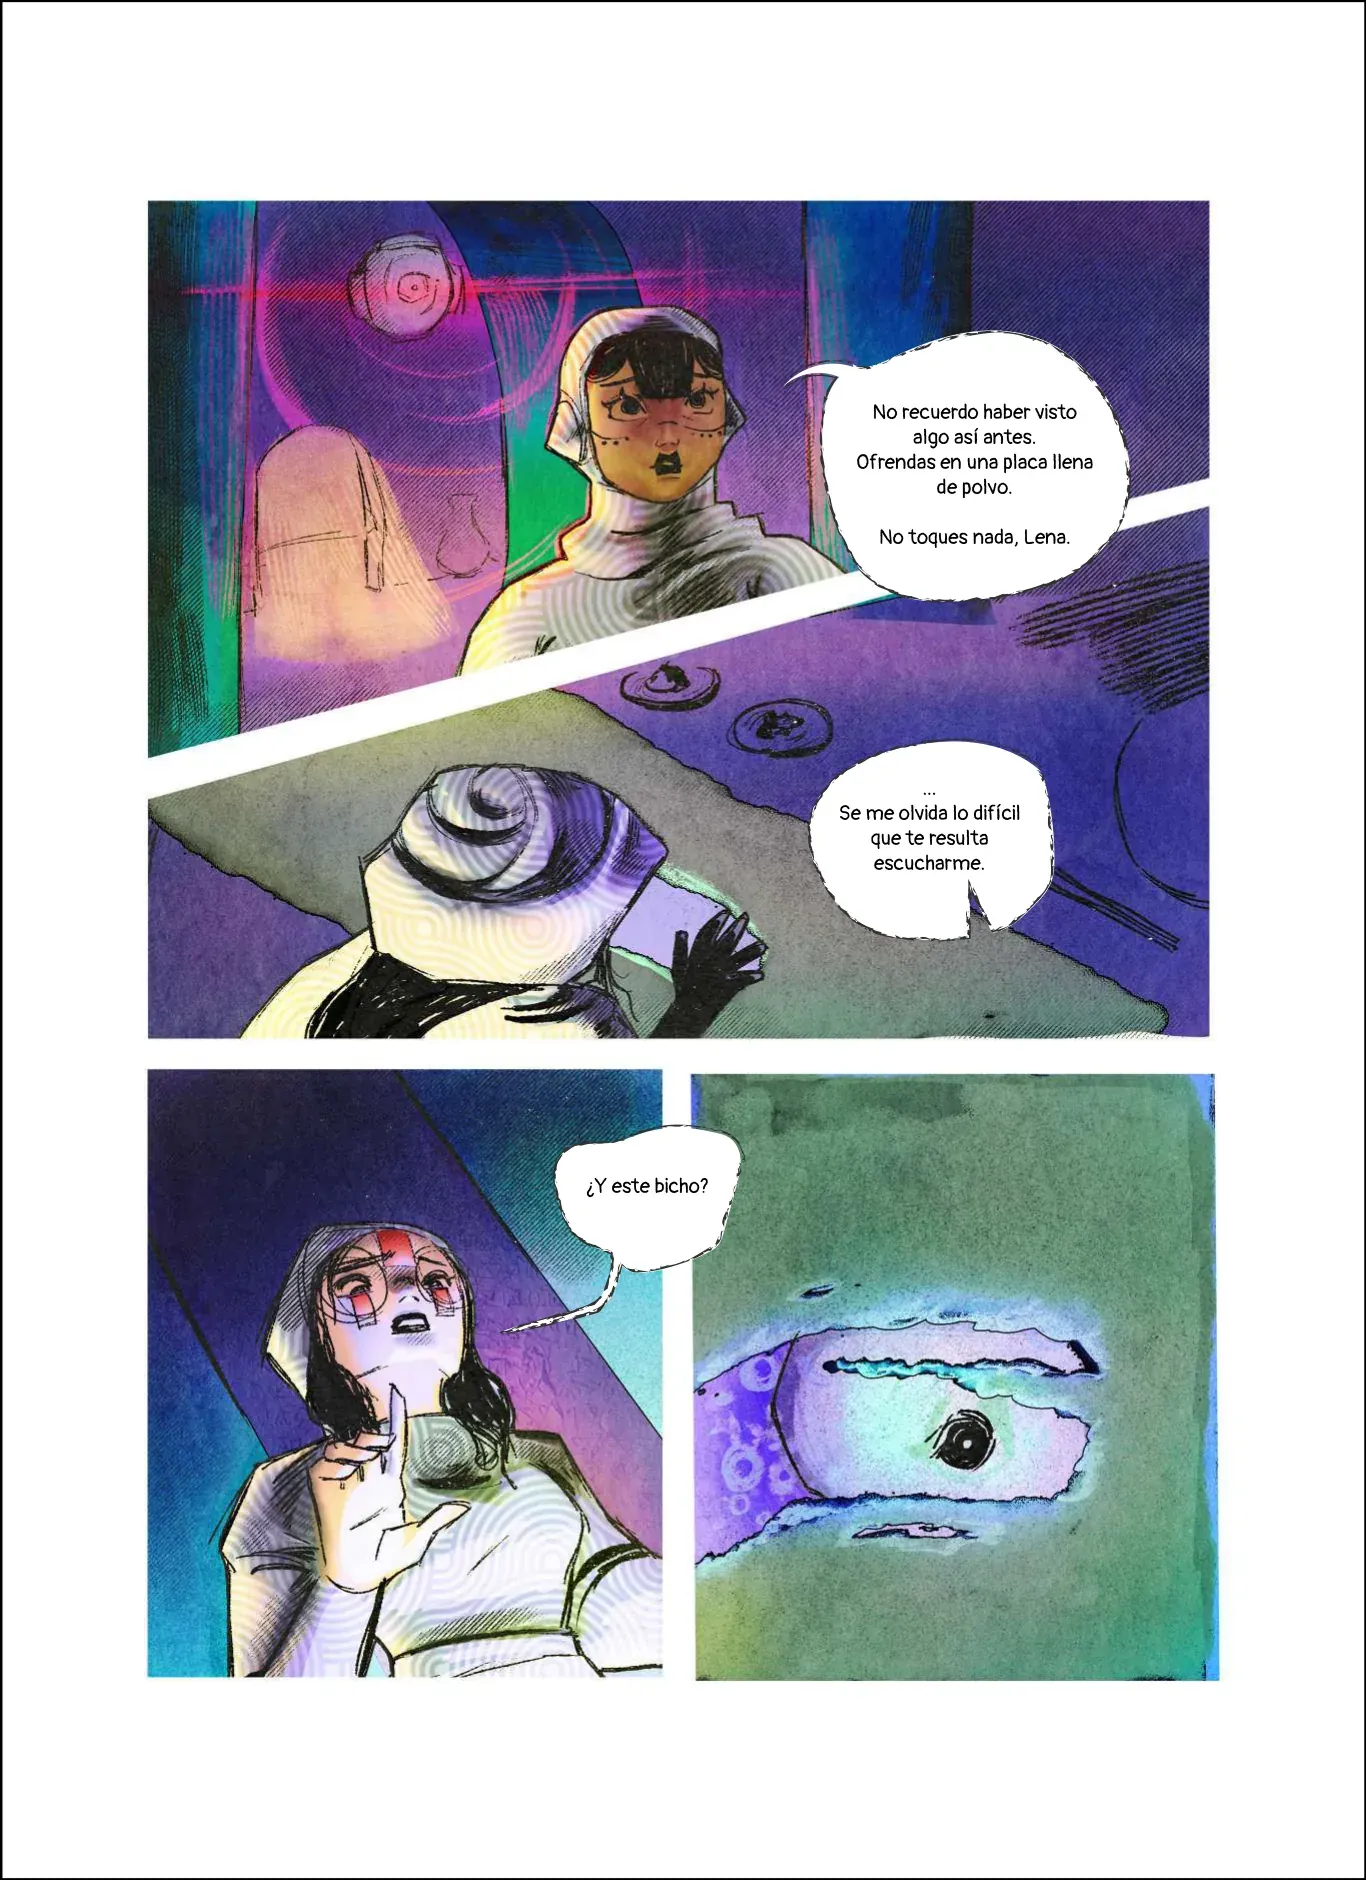 No recuerdo haber visto
algo así antes.
Ofrendas en una placa llena
de polvo.
No toques nada, Lena.
...
Se me olvida lo difícil
que te resulta
escucharme.
¿Y este bicho?